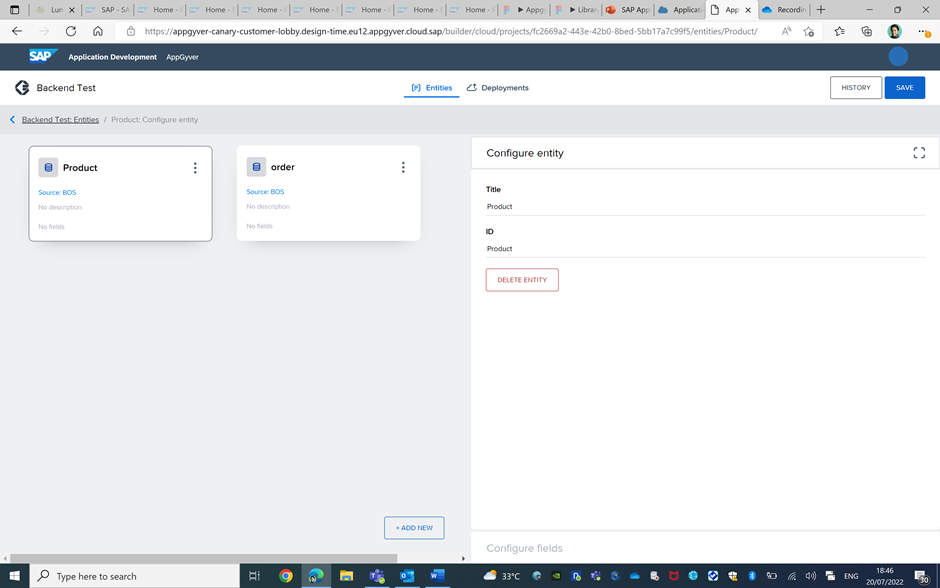 Lun
SAP - SA
Home -
Home -
Home -
Home -
Home -
Home -
Home -
Appg
Librar
SAP App
Applicati
App
Recordin
https://appgyver-canary-customer-lobby.design-time.eu12.appgyver.cloud.sap/builder/cloud/projects/fc2669a2-443e-42b0-8bed-5bb17a7c99f5/entities/Product/
SAP Application Development AppGyver
Backend Test
Entities
Deployments
HISTORY
SAVE
Backend Test: Entities / Product: Configure entity
Product
Source: BOS
No description
No fields
order
Source: BOS
No description
No fields
+ ADD NEW
Configure entity
Title
Product
ID
Product
DELETE ENTITY
Configure fields
Type here to search
33°C
ENG
18:46
20/07/2022
30